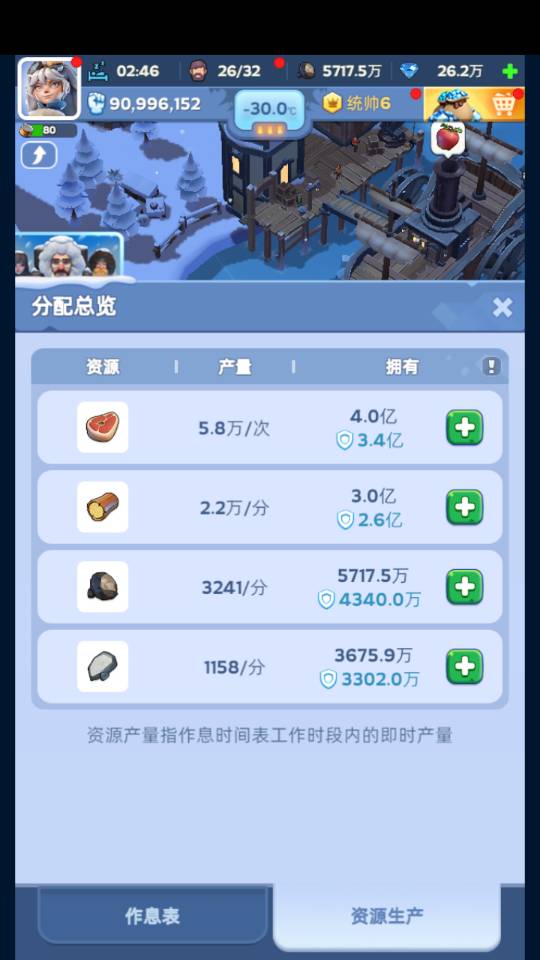 02:46
26/32
5717.5万
26.2万
90,996,152
-30.0℃
统帅6
80
分配总览
资源 产量 拥有
5.8万/次
4.0亿
3.4亿
2.2万/分
3.0亿
2.6亿
3241/分
5717.5万
4340.0万
1158/分
3675.9万
3302.0万
资源产量指作息时间表工作时段内的即时产量
作息表
资源生产